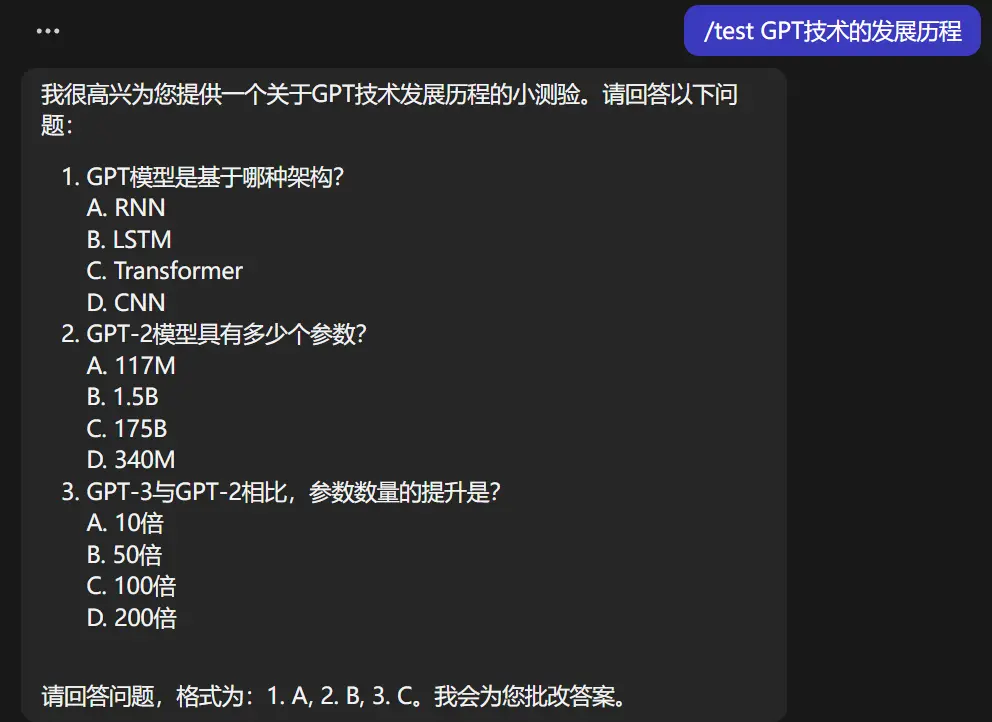 /test GPT技术的发展历程
我很高兴为您提供一个关于GPT技术发展历程的小测验。请回答以下问
题：
1. GPT模型是基于哪种架构？
A. RNN
B. LSTM
C. Transformer
D. CNN
2. GPT-2模型具有多少个参数？
A. 117M
B. 1.5B
C. 175B
D. 340M
3. GPT-3与GPT-2相比，参数数量的提升是？
A. 10倍
B. 50倍
C. 100倍
D. 200倍
请回答问题，格式为：1. A, 2. B, 3. C。我会为您批改答案。